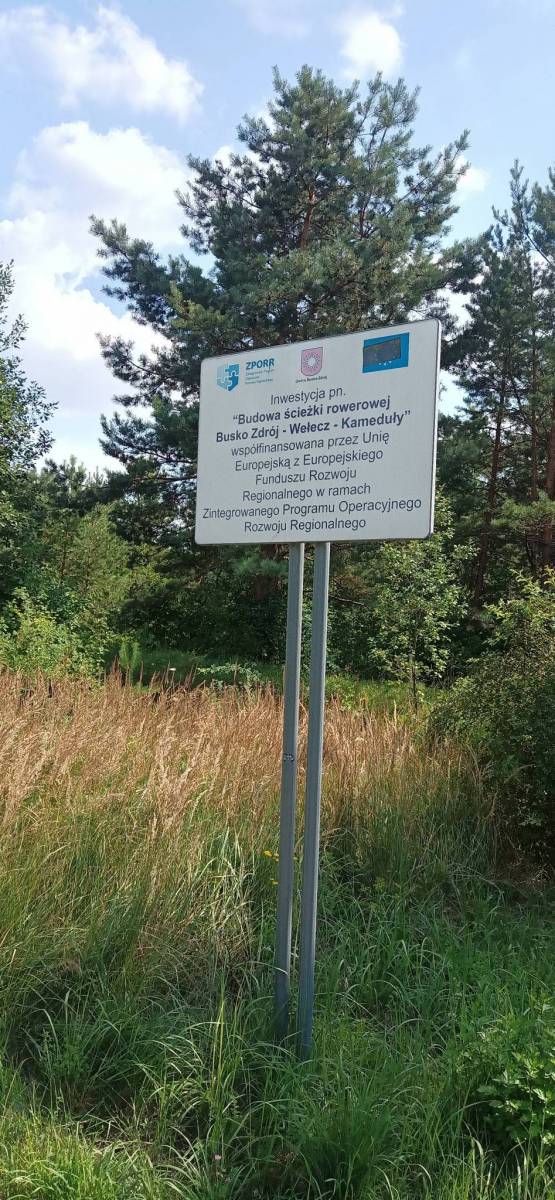 ZPORR
Inwestycja pn.
“Budowa ścieżki rowerowej
Busko Zdrój - Wełecz - Kameduły”
współfinansowana przez Unię
Europejską z Europejskiego
Funduszu Rozwoju
Regionalnego w ramach
Zintegrowanego Programu Operacyjnego
Rozwoju Regionalnego